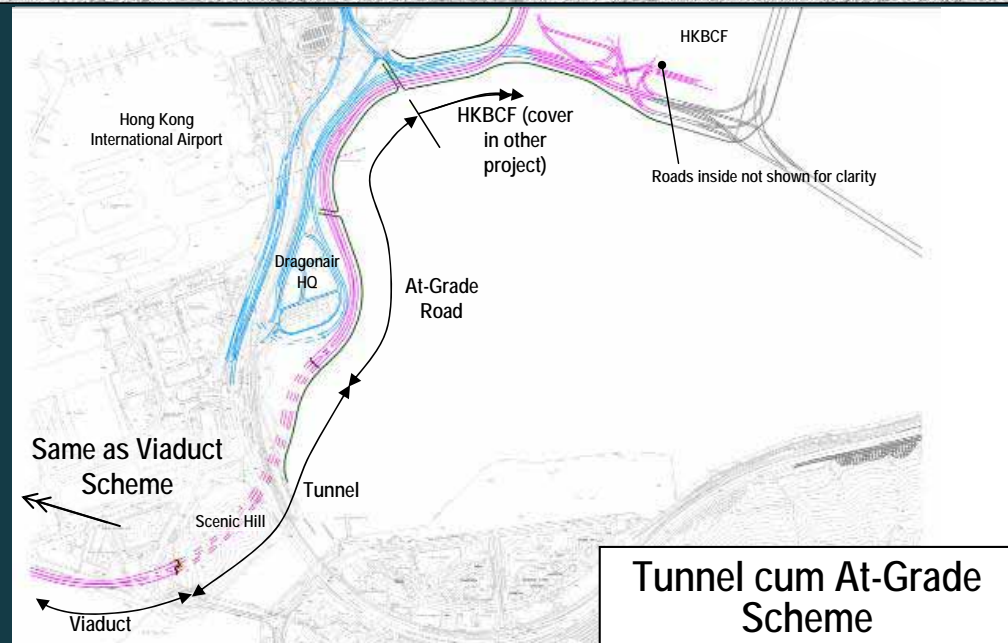 HKBCF
Hong Kong
International Airport
HKBCF (cover
in other
project)
Roads inside not shown for clarity
Dragonair
HQ
At-Grade
Road
Same as Viaduct
Scheme
Tunnel
Scenic Hill
Viaduct
Tunnel cum At-Grade
Scheme